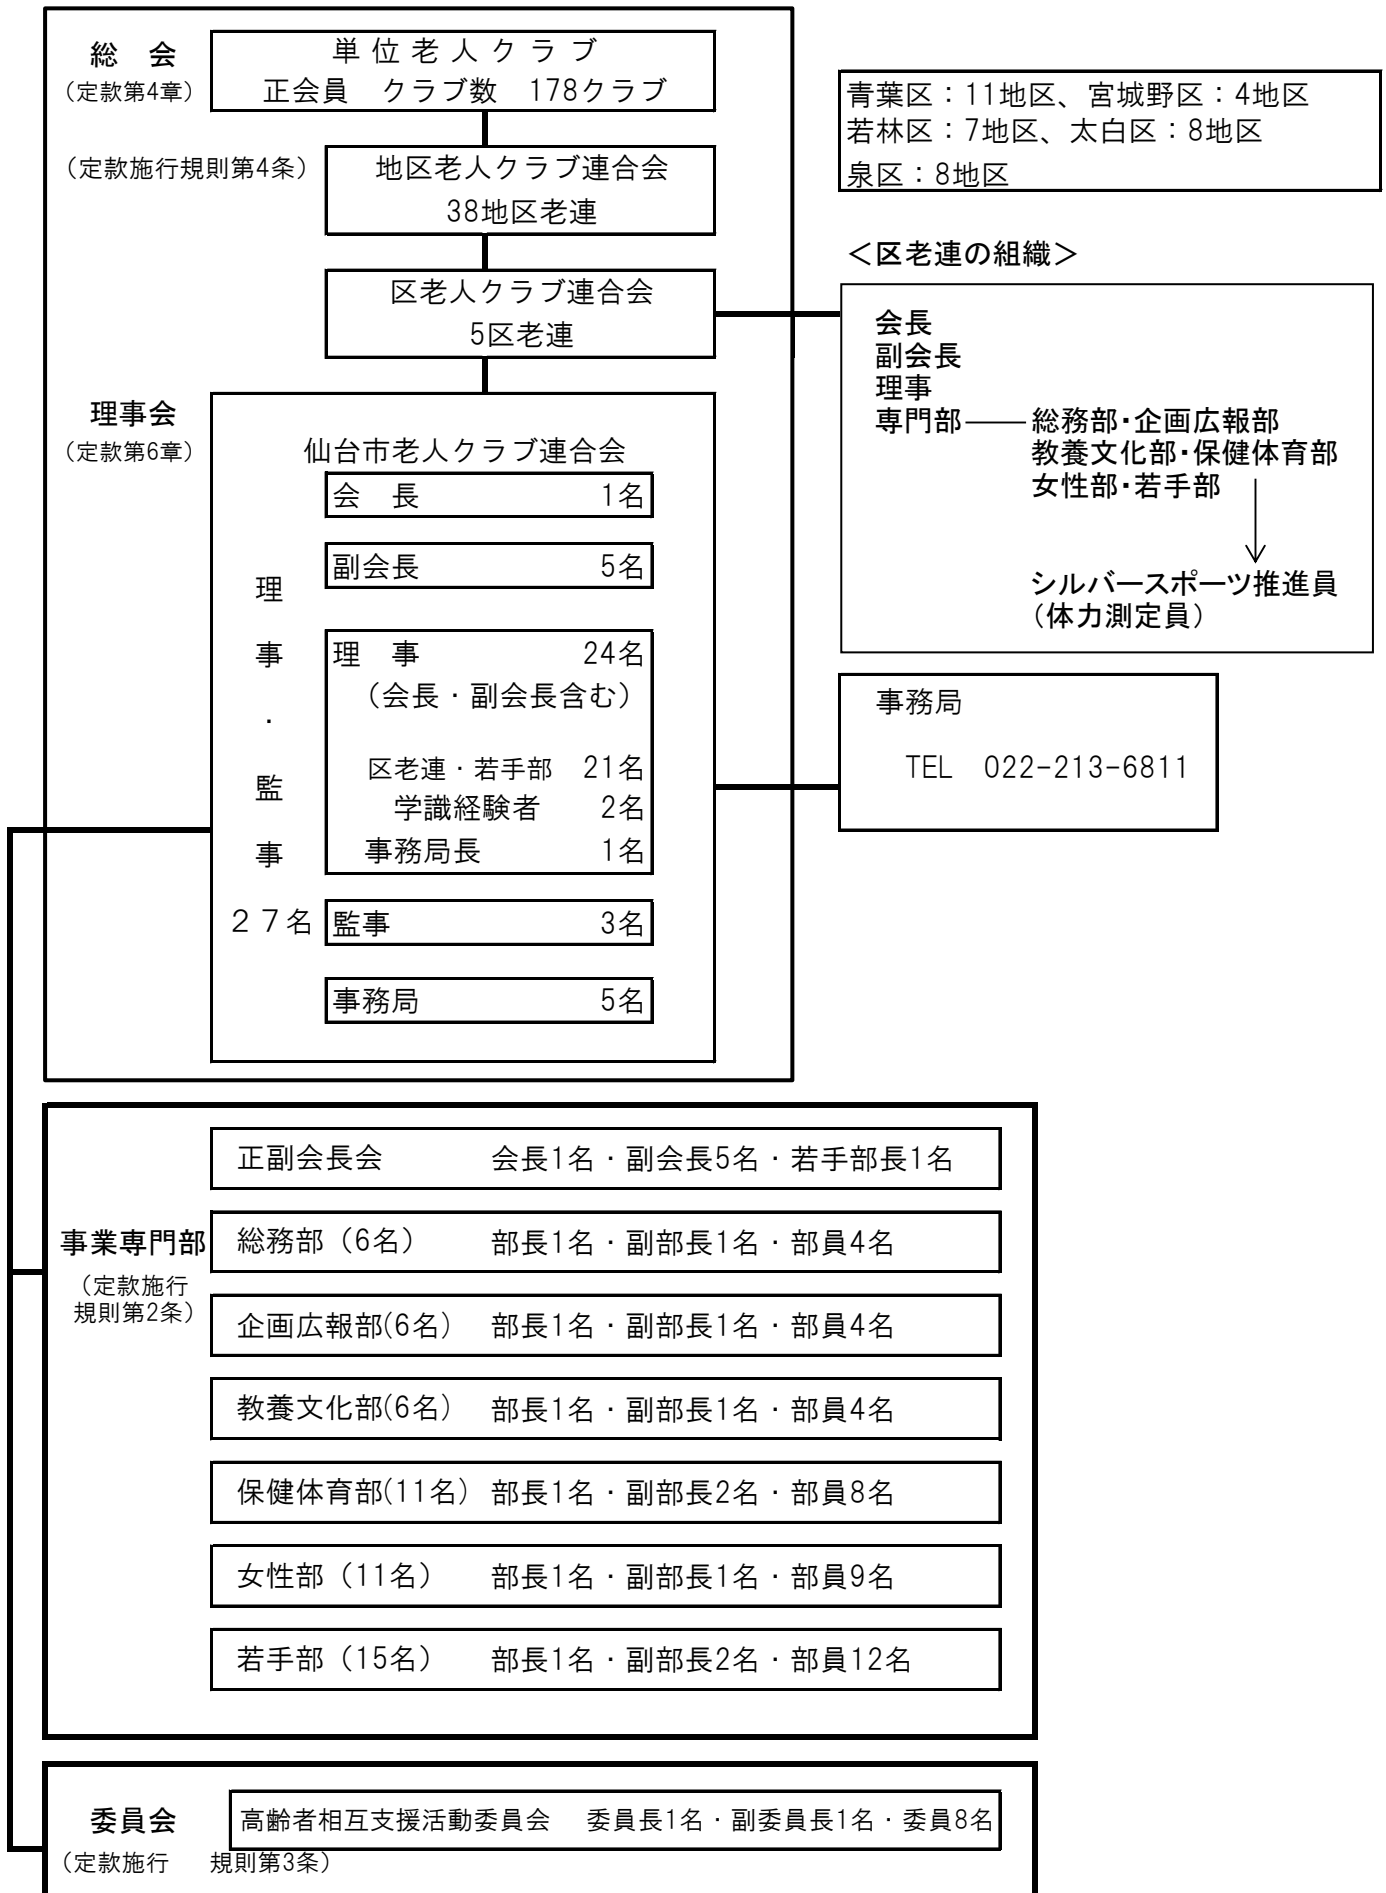 総　会
(定款第4章)
単 位 老 人 ク ラ ブ
正会員　クラブ数　178クラブ
青葉区：11地区、宮城野区：4地区
若林区：7地区、太白区：8地区
泉区：8地区
(定款施行規則第4条)
地区老人クラブ連合会
38地区老連
区老人クラブ連合会
5区老連
＜区老連の組織＞
会長
副会長
理事
専門部 総務部・企画広報部
教養文化部・保健体育部
女性部・若手部
シルバースポーツ推進員
(体力測定員)
理事会
(定款第6章)
仙台市老人クラブ連合会
会　長　1名
副会長　5名
理　事　24名
(会長・副会長含む)
区老連・若手部　21名
学識経験者　2名
事務局長　1名
理
事
・
監
事
２７名
監事　3名
事務局　5名
事務局
TEL　022-213-6811
事業専門部
(定款施行
規則第2条)
正副会長会　会長1名・副会長5名・若手部長1名
総務部（6名）　部長1名・副部長1名・部員4名
企画広報部(6名)　部長1名・副部長1名・部員4名
教養文化部(6名)　部長1名・副部長1名・部員4名
保健体育部(11名)　部長1名・副部長2名・部員8名
女性部（11名）　部長1名・副部長1名・部員9名
若手部（15名）　部長1名・副部長2名・部員12名
委員会
(定款施行　規則第3条)
高齢者相互支援活動委員会　委員長1名・副委員長1名・委員8名